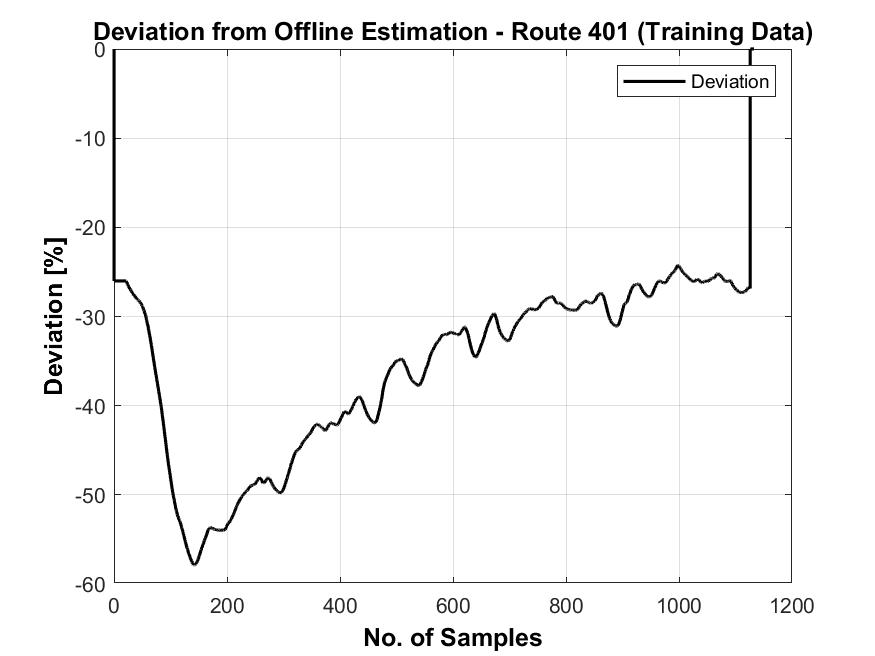 Deviation from Offline Estimation - Route 401 (Training Data)
Deviation
0
-10
-20
-30
-40
-50
-60
Deviation [%]
0 200 400 600 800 1000 1200
No. of Samples